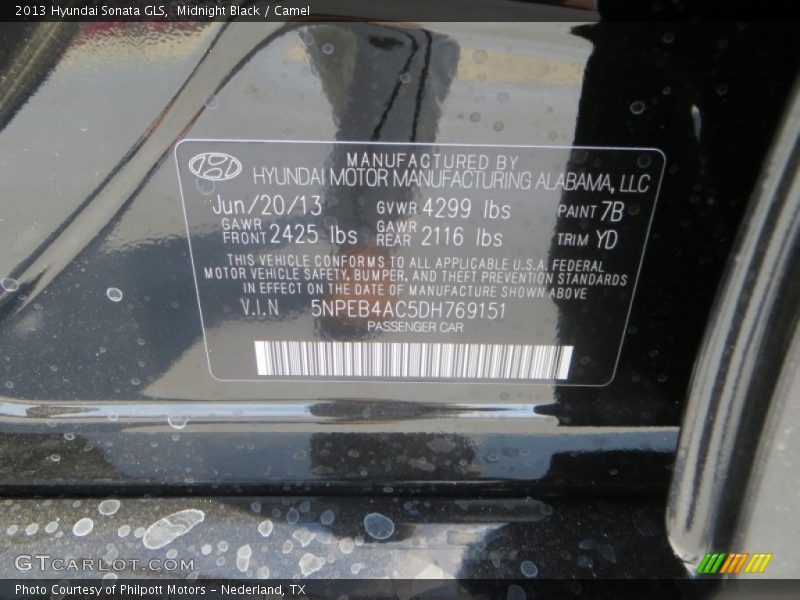 2013 Hyundai Sonata GLS, Midnight Black / Camel
MANUFACTURED BY
HYUNDAI MOTOR MANUFACTURING ALABAMA, LLC
Jun/20/13 GVWR 4299 lbs PAINT 7B
GAWR FRONT 2425 lbs GAWR REAR 2116 lbs TRIM YD
THIS VEHICLE CONFORMS TO ALL APPLICABLE U.S.A. FEDERAL
MOTOR VEHICLE SAFETY, BUMPER, AND THEFT PREVENTION STANDARDS
IN EFFECT ON THE DATE OF MANUFACTURE SHOWN ABOVE
V.I.N 5NPEB4AC5DH769151
PASSENGER CAR
GTCARLOT.COM
Photo Courtesy of Philpott Motors - Nederland, TX